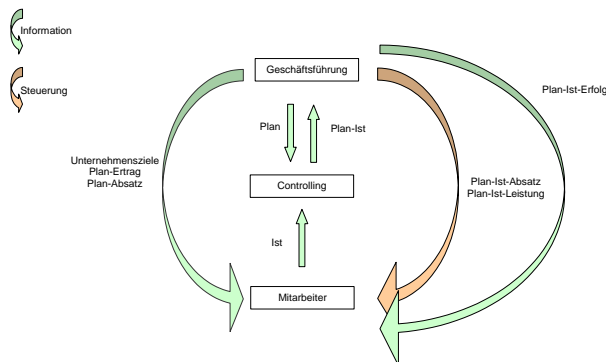 Information
Steuerung
Geschäftsführung
Plan-Ist-Erfolg
Plan
Plan-Ist
Unternehmensziele
Plan-Ertrag
Plan-Absatz
Controlling
Plan-Ist-Absatz
Plan-Ist-Leistung
Ist
Mitarbeiter